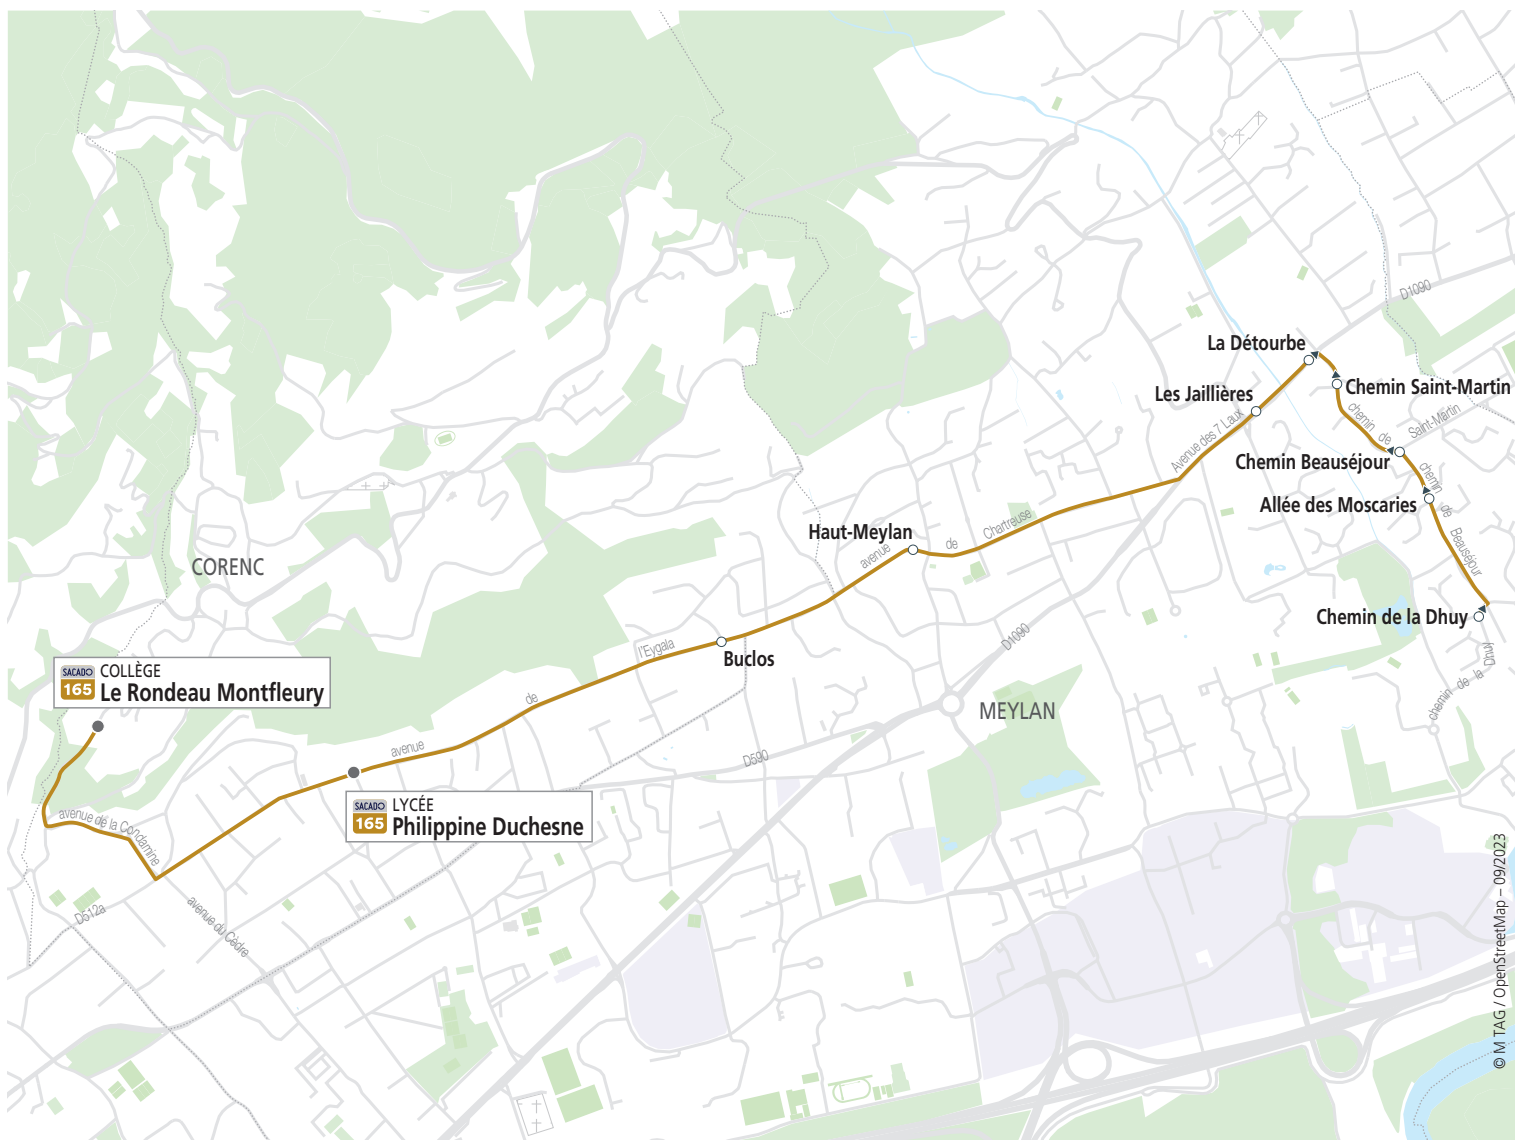 D1090
La Détourbe
Chemin Saint-Martin
Les Jaillières
Avenue des 7 Laux
chemin de
Saint-Martin
Chemin Beauséjour
chemin de Beauséjour
Allée des Moscaries
Haut-Meylan
avenue de Chartreuse
CORENC
Chemin de la Dhuy
D1090
Buclos
avenue de l'Eygala
chemin de la Dhuy
SACADO
165
COLLÈGE
Le Rondeau Montfleury
MEYLAN
D590
SACADO
165
LYCÉE
Philippine Duchesne
avenue de la Condamine
D512a
avenue du Cèdre
© M TAG / OpenStreetMap – 09/2023